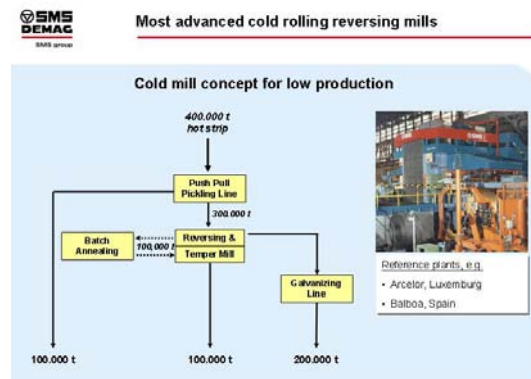 SMS
DEMAG
SMS group
Most advanced cold rolling reversing mills
Cold mill concept for low production
400.000 t
hot strip
Push Pull
Pickling Line
300.000 t
Batch
Annealing
100,000 t
Reversing &
Temper Mill
Galvanizing
Line
100.000 t
100.000 t
200.000 t
Reference plants, e.g.
• Arcelor, Luxemburg
• Balboa, Spain